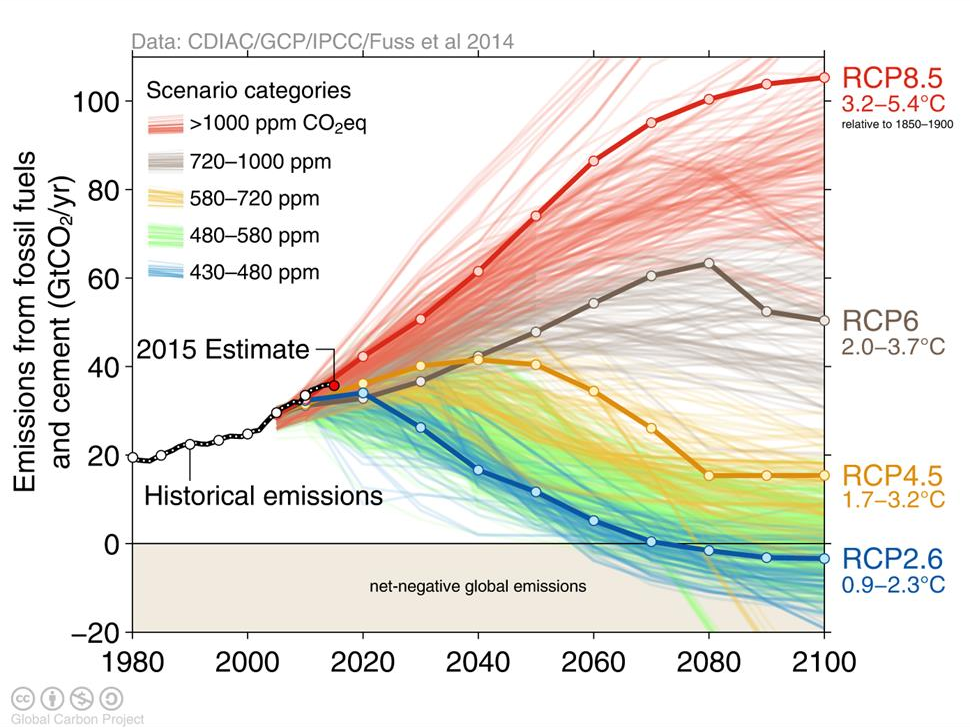 Data: CDIAC/GCP/IPCC/Fuss et al 2014
Emissions from fossil fuels
and cement (GtCO₂/yr)
100
80
60
40
20
0
−20
Scenario categories
>1000 ppm CO₂eq
720–1000 ppm
580–720 ppm
480–580 ppm
430–480 ppm
2015 Estimate
Historical emissions
net-negative global emissions
RCP8.5
3.2–5.4°C
relative to 1850–1900
RCP6
2.0–3.7°C
RCP4.5
1.7–3.2°C
RCP2.6
0.9–2.3°C
1980
2000
2020
2040
2060
2080
2100
cc
Global Carbon Project